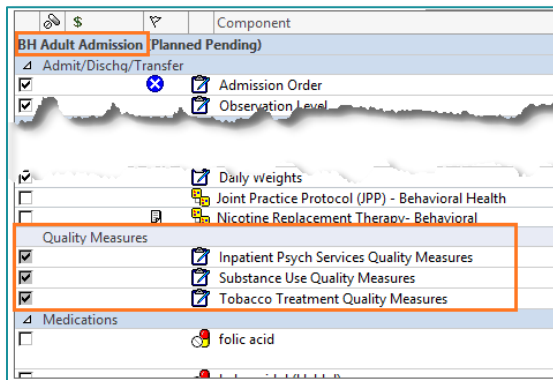 $ Component
BH Adult Admission (Planned Pending)
Admit/Dischg/Transfer
Admission Order
Observation Level
Daily Weights
Joint Practice Protocol (JPP) - Behavioral Health
Nicotine Replacement Therapy- Behavioral
Quality Measures
Inpatient Psych Services Quality Measures
Substance Use Quality Measures
Tobacco Treatment Quality Measures
Medications
folic acid